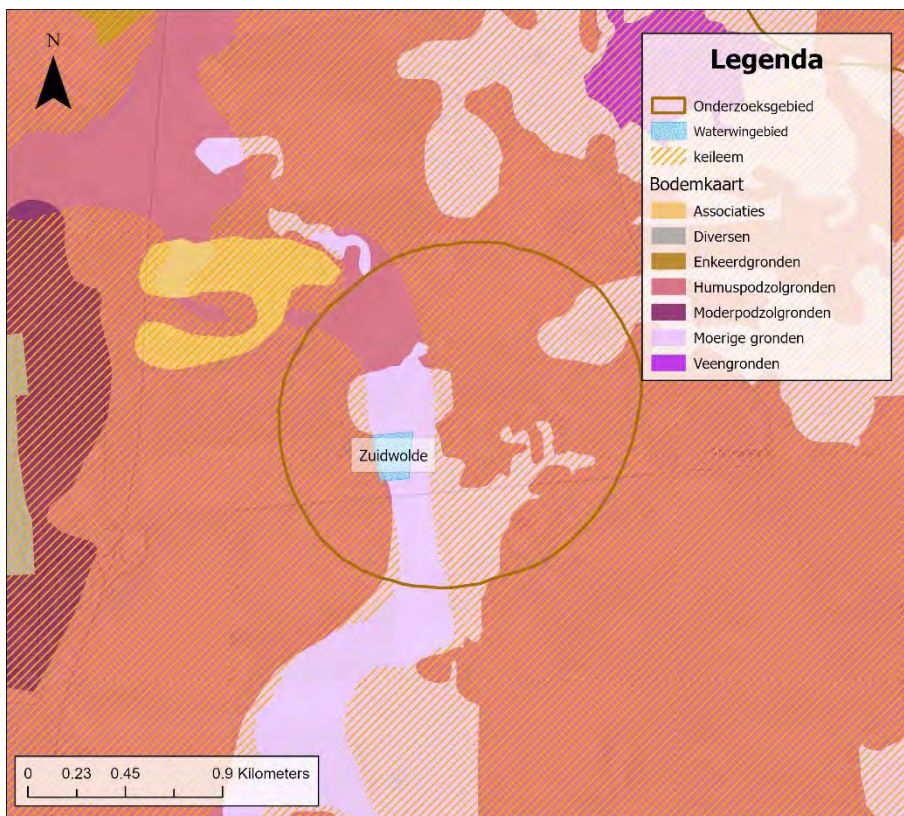 N
Legenda
Onderzoeksgebied
Waterwingebied
keileem
Bodemkaart
Associaties
Diversen
Enkeerdgronden
Humuspodzolgronden
Moderpodzolgronden
Moerige gronden
Veengronden
Zuidwolde
0 0.23 0.45 0.9 Kilometers